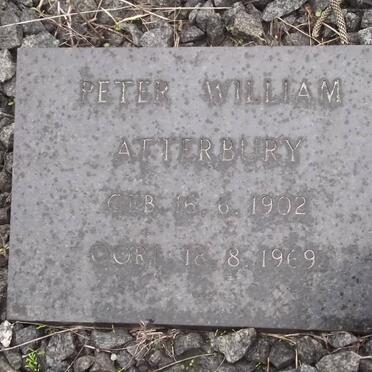 PETER WILLIAM
ATTERBURY
GEB. 16. 6. 1902
OORL. 18. 8. 1969.